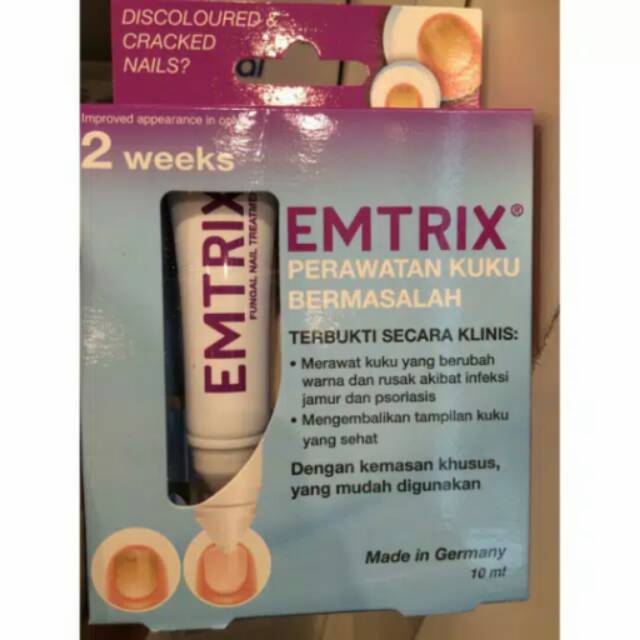 DISCOLOURED &
CRACKED
NAILS?
Improved appearance in
2 weeks
EMTRIX
FUNGAL NAIL
EMTRIX®
PERAWATAN KUKU
BERMASALAH
TERBUKTI SECARA KLINIS:
• Merawat kuku yang berubah
warna dan rusak akibat infeksi
jamur dan psoriasis
• Mengembalikan tampilan kuku
yang sehat
Dengan kemasan khusus,
yang mudah digunakan
Made in Germany
10 ml